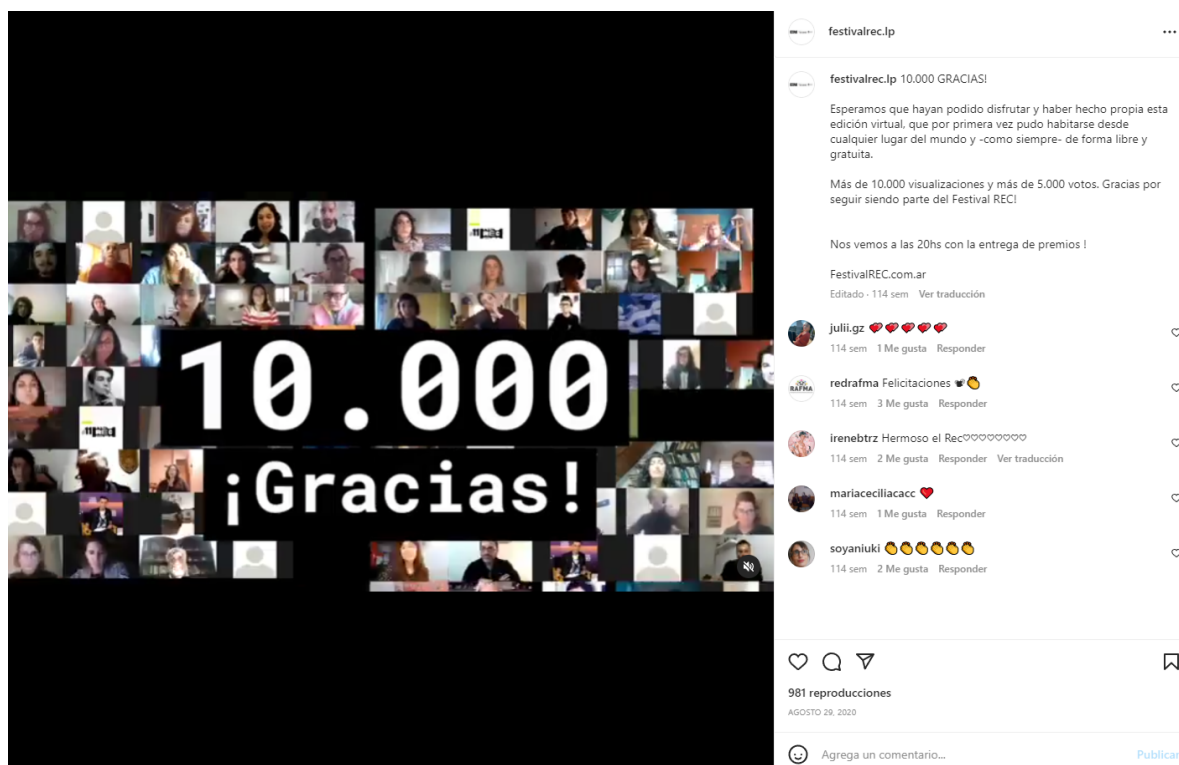 10.000
¡Gracias!
festivalrec.lp
festivalrec.lp 10.000 GRACIAS!
Esperamos que hayan podido disfrutar y haber hecho propia esta
edición virtual, que por primera vez pudo habitarse desde
cualquier lugar del mundo y -como siempre- de forma libre y
gratuita.
Más de 10.000 visualizaciones y más de 5.000 votos. Gracias por
seguir siendo parte del Festival REC!
Nos vemos a las 20hs con la entrega de premios !
FestivalREC.com.ar
Editado · 114 sem Ver traducción
julii.gz 💕💕💕💕💕
114 sem 1 Me gusta Responder
RAFMA
redrafma Felicitaciones 📽👏
114 sem 3 Me gusta Responder
irenebtrz Hermoso el Rec♡♡♡♡♡♡♡♡
114 sem 2 Me gusta Responder Ver traducción
mariaceciliacacc ❤
114 sem 1 Me gusta Responder
soyaniuki 👏👏👏👏👏👏
114 sem 2 Me gusta Responder
981 reproducciones
AGOSTO 29, 2020
Agrega un comentario...
Publicar